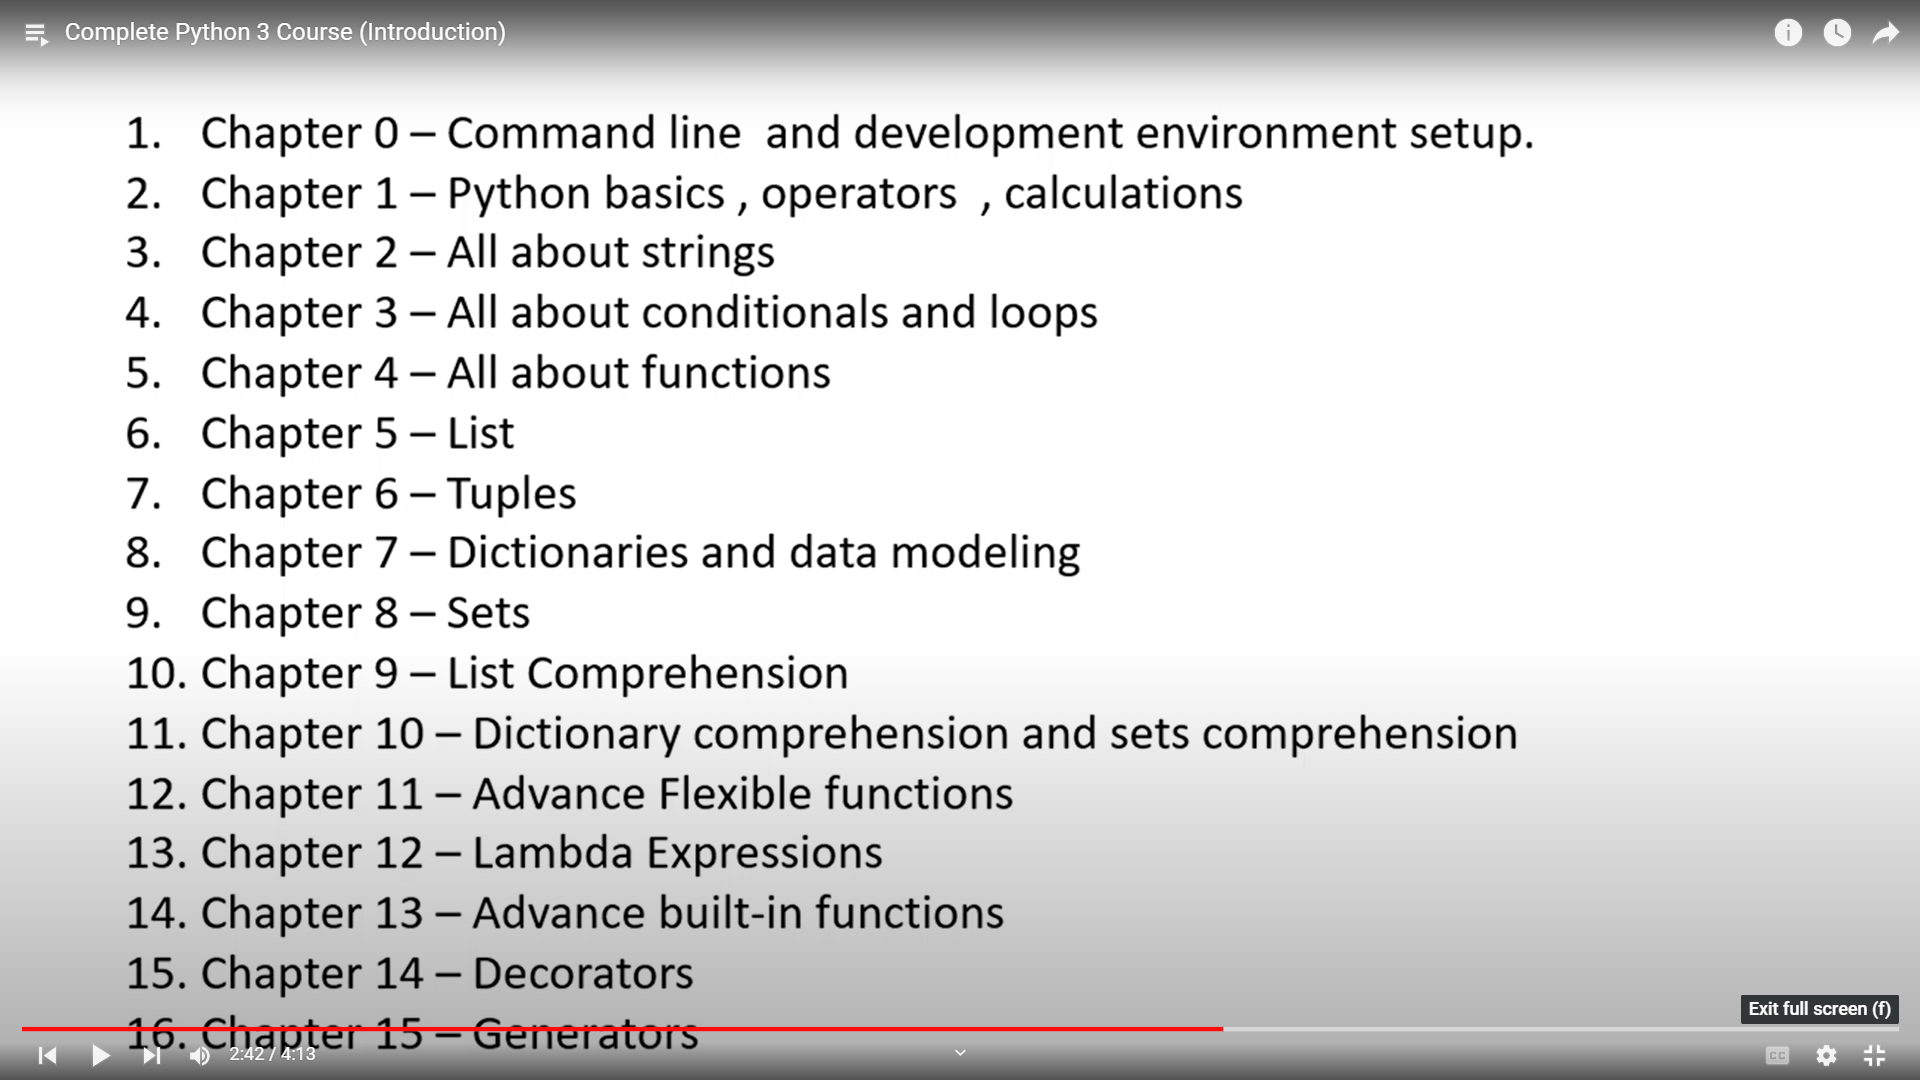 Complete Python 3 Course (Introduction)
1. Chapter 0 – Command line and development environment setup.
2. Chapter 1 – Python basics , operators , calculations
3. Chapter 2 – All about strings
4. Chapter 3 – All about conditionals and loops
5. Chapter 4 – All about functions
6. Chapter 5 – List
7. Chapter 6 – Tuples
8. Chapter 7 – Dictionaries and data modeling
9. Chapter 8 – Sets
10. Chapter 9 – List Comprehension
11. Chapter 10 – Dictionary comprehension and sets comprehension
12. Chapter 11 – Advance Flexible functions
13. Chapter 12 – Lambda Expressions
14. Chapter 13 – Advance built-in functions
15. Chapter 14 – Decorators
Exit full screen (f)
16. Chapter 15 – Generators
2:42 / 4:13
CC